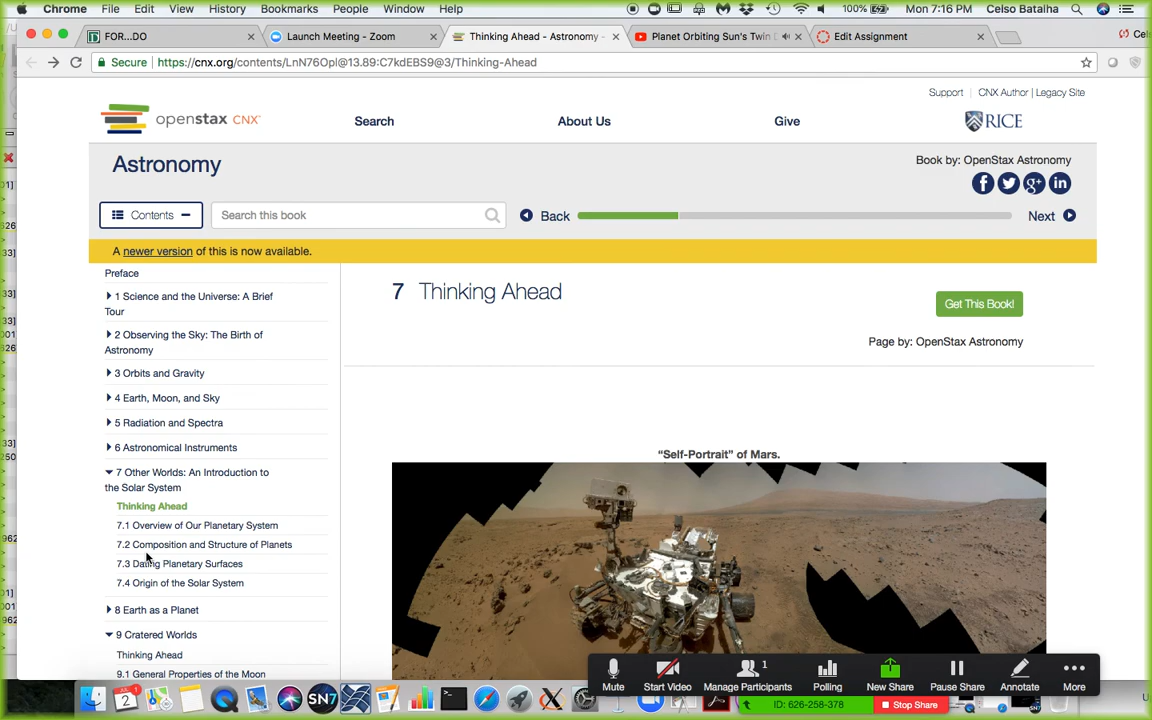 Chrome File Edit View History Bookmarks People Window Help 100% Mon 7:16 PM Celso Batalha
FOR...DO
Launch Meeting - Zoom
Thinking Ahead - Astronomy -
Planet Orbiting Sun's Twin
Edit Assignment
Secure https://cnx.org/contents/LnN76Opl@13.89:C7kdEBS9@3/Thinking-Ahead
Support CNX Author Legacy Site
openstax CNX
Search About Us Give
RICE
Astronomy
Book by: OpenStax Astronomy
Contents Search this book Back Next
A newer version of this is now available.
Preface
1 Science and the Universe: A Brief
Tour
2 Observing the Sky: The Birth of
Astronomy
3 Orbits and Gravity
4 Earth, Moon, and Sky
5 Radiation and Spectra
6 Astronomical Instruments
7 Other Worlds: An Introduction to
the Solar System
Thinking Ahead
7.1 Overview of Our Planetary System
7.2 Composition and Structure of Planets
7.3 Dating Planetary Surfaces
7.4 Origin of the Solar System
8 Earth as a Planet
9 Cratered Worlds
Thinking Ahead
9.1 General Properties of the Moon
7 Thinking Ahead
Get This Book!
Page by: OpenStax Astronomy
“Self-Portrait” of Mars.
1
Mute Start Video Manage Participants Polling New Share Pause Share Annotate More
ID: 626-258-378 Stop Share
2
SN7